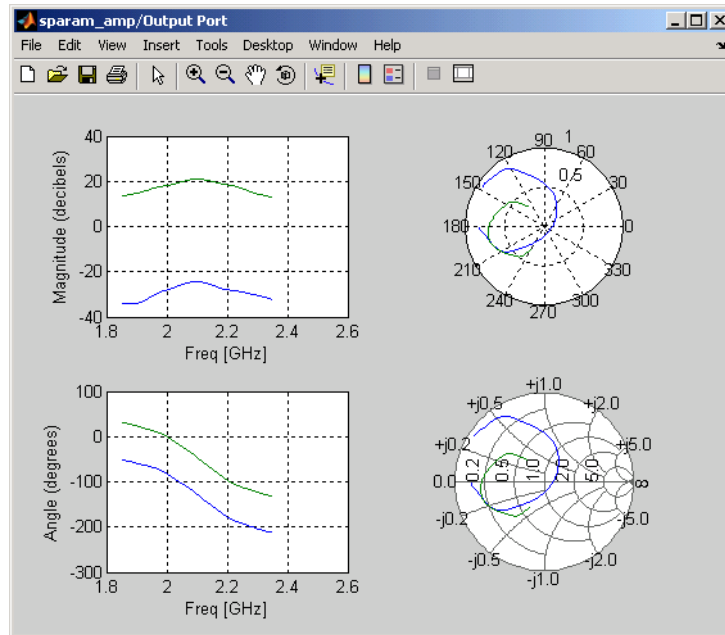 sparam_amp/Output Port
File Edit View Insert Tools Desktop Window Help
40
20
0
-20
-40
Magnitude (decibels)
1.8 2 2.2 2.4 2.6
Freq [GHz]
90 1
120 60
0.5
150 30
180 0
210 330
240 300
270
100
0
-100
-200
-300
Angle (degrees)
1.8 2 2.2 2.4 2.6
Freq [GHz]
+j1.0
+j0.5 +j2.0
+j0.2 +j5.0
0.0 0.2 0.5 1.0 2.0 5.0 ∞
-j0.2 -j5.0
-j0.5 -j2.0
-j1.0